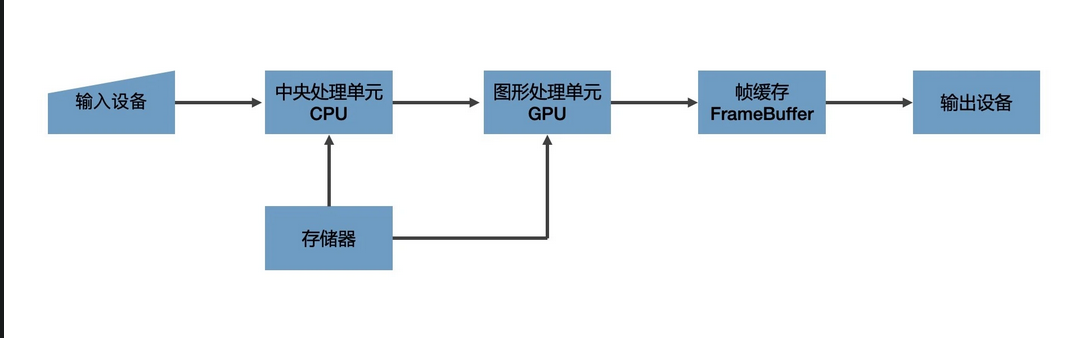 输入设备
中央处理单元
CPU
图形处理单元
GPU
帧缓存
FrameBuffer
输出设备
存储器